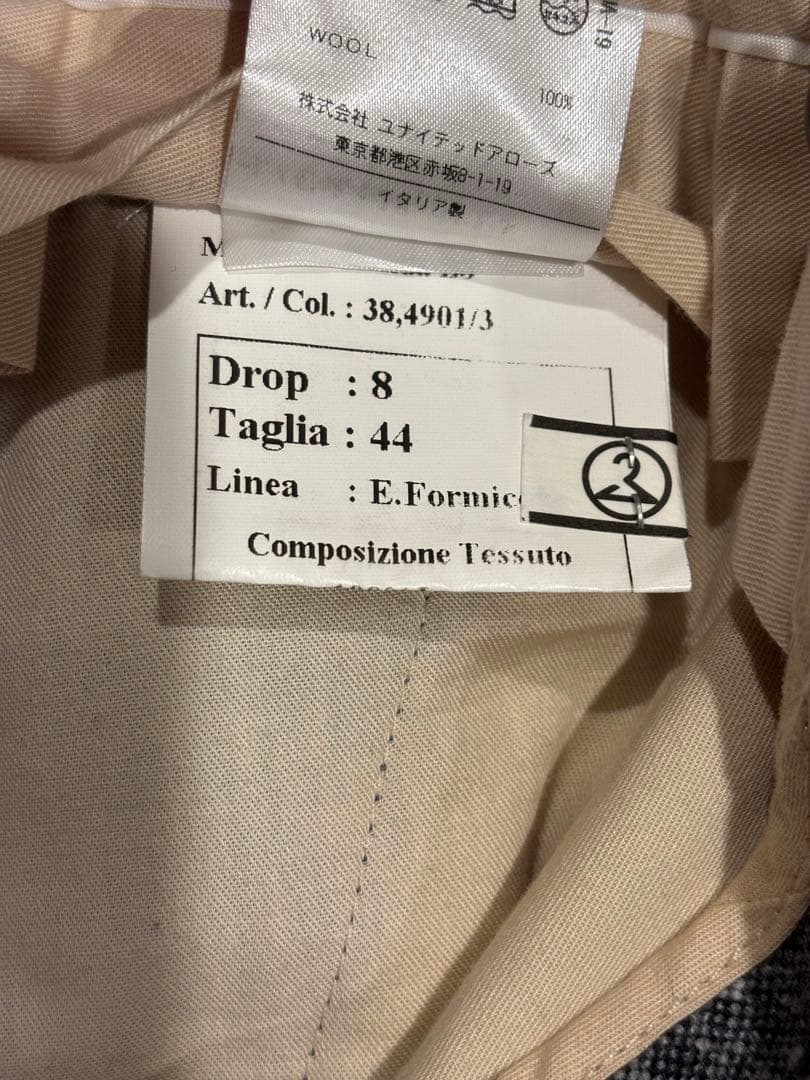 WOOL
100%
株式会社 ユナイテッドアローズ
東京都港区赤坂8-1-19
イタリア製
M
Art. / Col. : 38,4901/3
Drop : 8
Taglia : 44
Linea : E.Formic
Composizione Tessuto